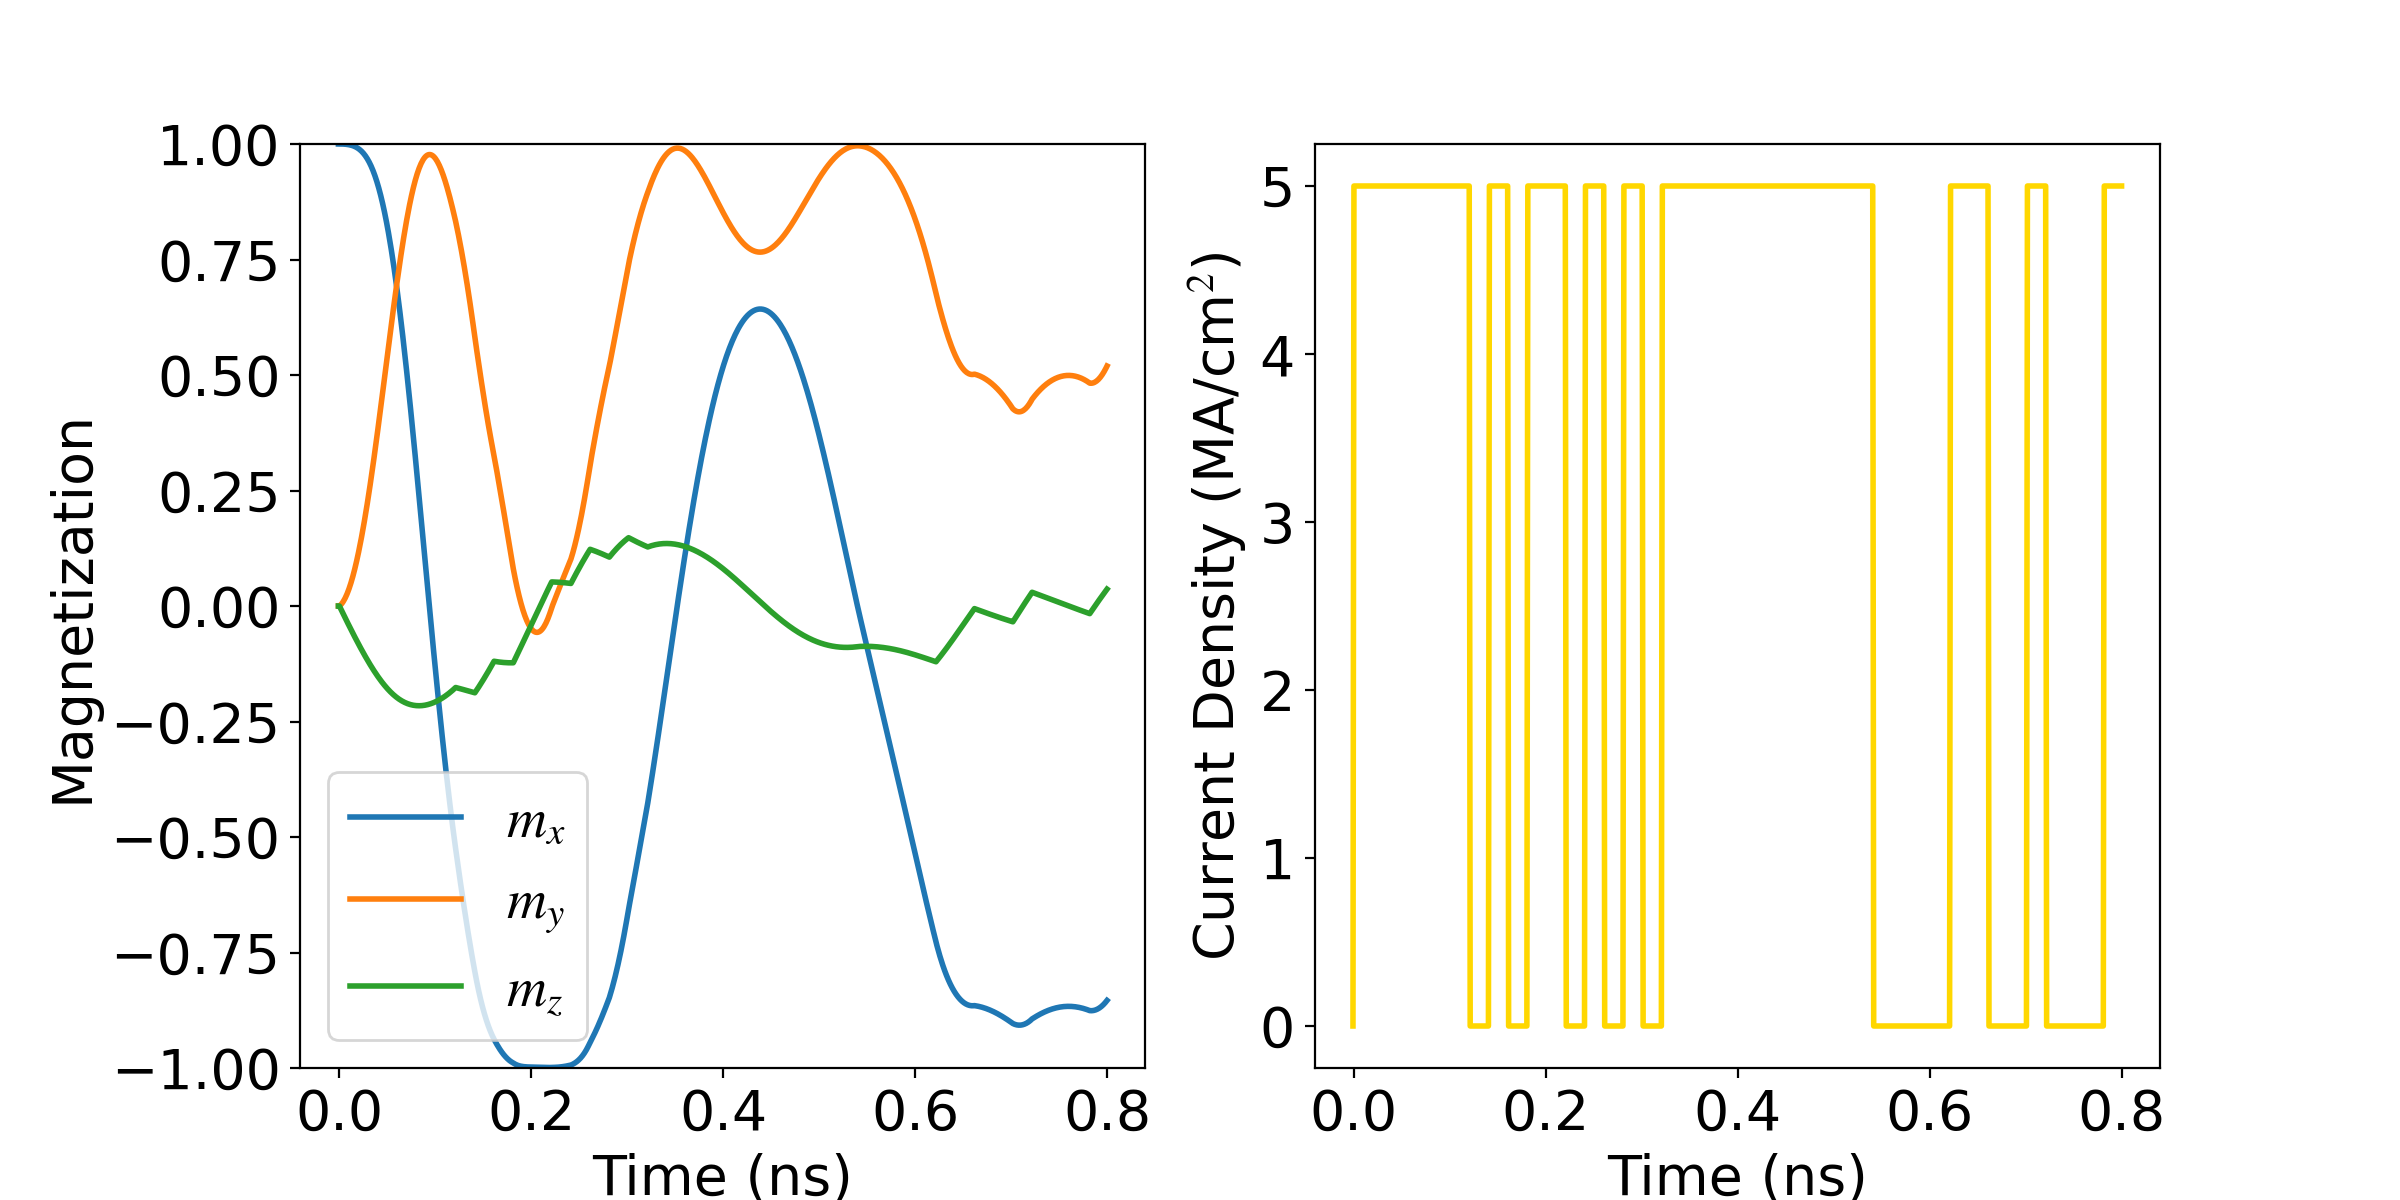 1.00
0.75
0.50
0.25
0.00
−0.25
−0.50
−0.75
−1.00
Magnetization
m_x
m_y
m_z
0.0 0.2 0.4 0.6 0.8
Time (ns)
5
4
3
2
1
0
Current Density (MA/cm²)
0.0 0.2 0.4 0.6 0.8
Time (ns)